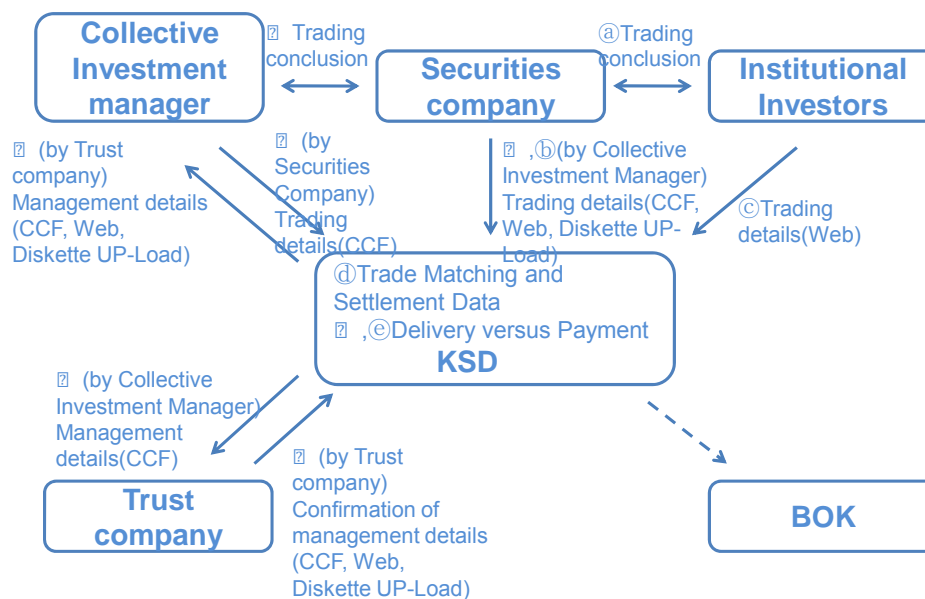 Collective
Investment
manager
Trading
conclusion
Securities
company
ⓐTrading
conclusion
Institutional
Investors
(by Trust
company)
Management details
(CCF, Web,
Diskette UP-Load)
(by
Securities
Company)
Trading
details(CCF)
,ⓑ(by Collective
Investment Manager)
Trading details(CCF,
Web, Diskette UP-
Load)
ⓒTrading
details(Web)
ⓓTrade Matching and
Settlement Data
,ⓔDelivery versus Payment
KSD
(by Collective
Investment Manager)
Management
details(CCF)
(by Trust
company)
Confirmation of
management details
(CCF, Web,
Diskette UP-Load)
Trust
company
BOK